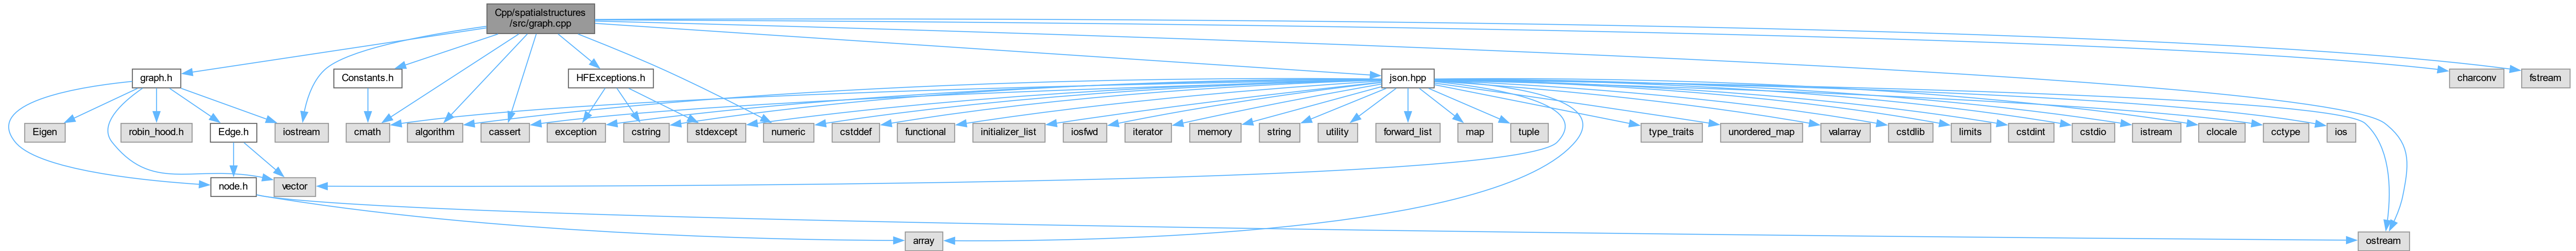 Cpp/spatialstructures
/src/graph.cpp
graph.h
Constants.h
HFExceptions.h
json.hpp
charconv
fstream
Eigen
robin_hood.h
Edge.h
iostream
cmath
algorithm
cassert
exception
cstring
stdexcept
numeric
cstddef
functional
initializer_list
iosfwd
iterator
memory
string
utility
forward_list
map
tuple
type_traits
unordered_map
valarray
cstdlib
limits
cstdint
cstdio
istream
clocale
cctype
ios
node.h
vector
array
ostream